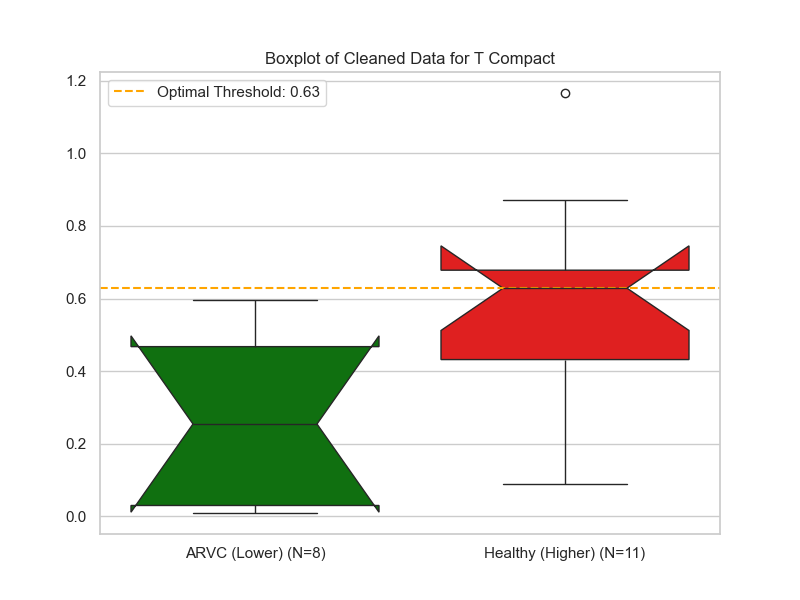 Boxplot of Cleaned Data for T Compact
Optimal Threshold: 0.63
1.2
1.0
0.8
0.6
0.4
0.2
0.0
ARVC (Lower) (N=8)
Healthy (Higher) (N=11)